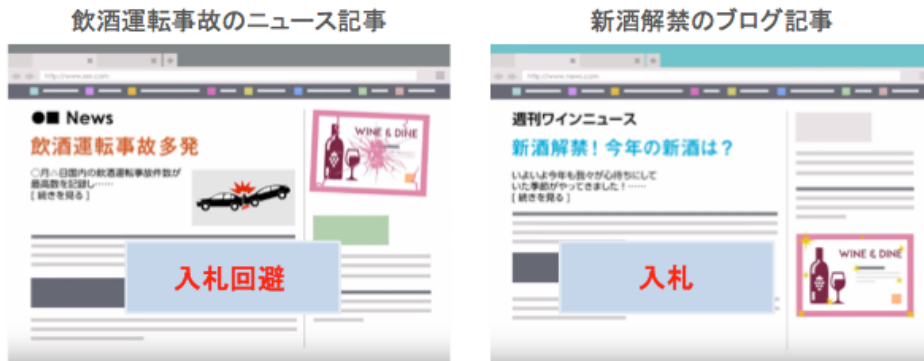 飲酒運転事故のニュース記事
http://www.
●■ News
飲酒運転事故多発
○月△日国内の飲酒運転事故件数が
最高数を記録し……
[ 続きを見る ]
WINE & DINE
入札回避
新酒解禁のブログ記事
http://www.news.com
週刊ワインニュース
新酒解禁！今年の新酒は？
いよいよ今年も我々が心待ちにして
いた季節がやってきました！……
[ 続きを見る ]
WINE & DINE
入札